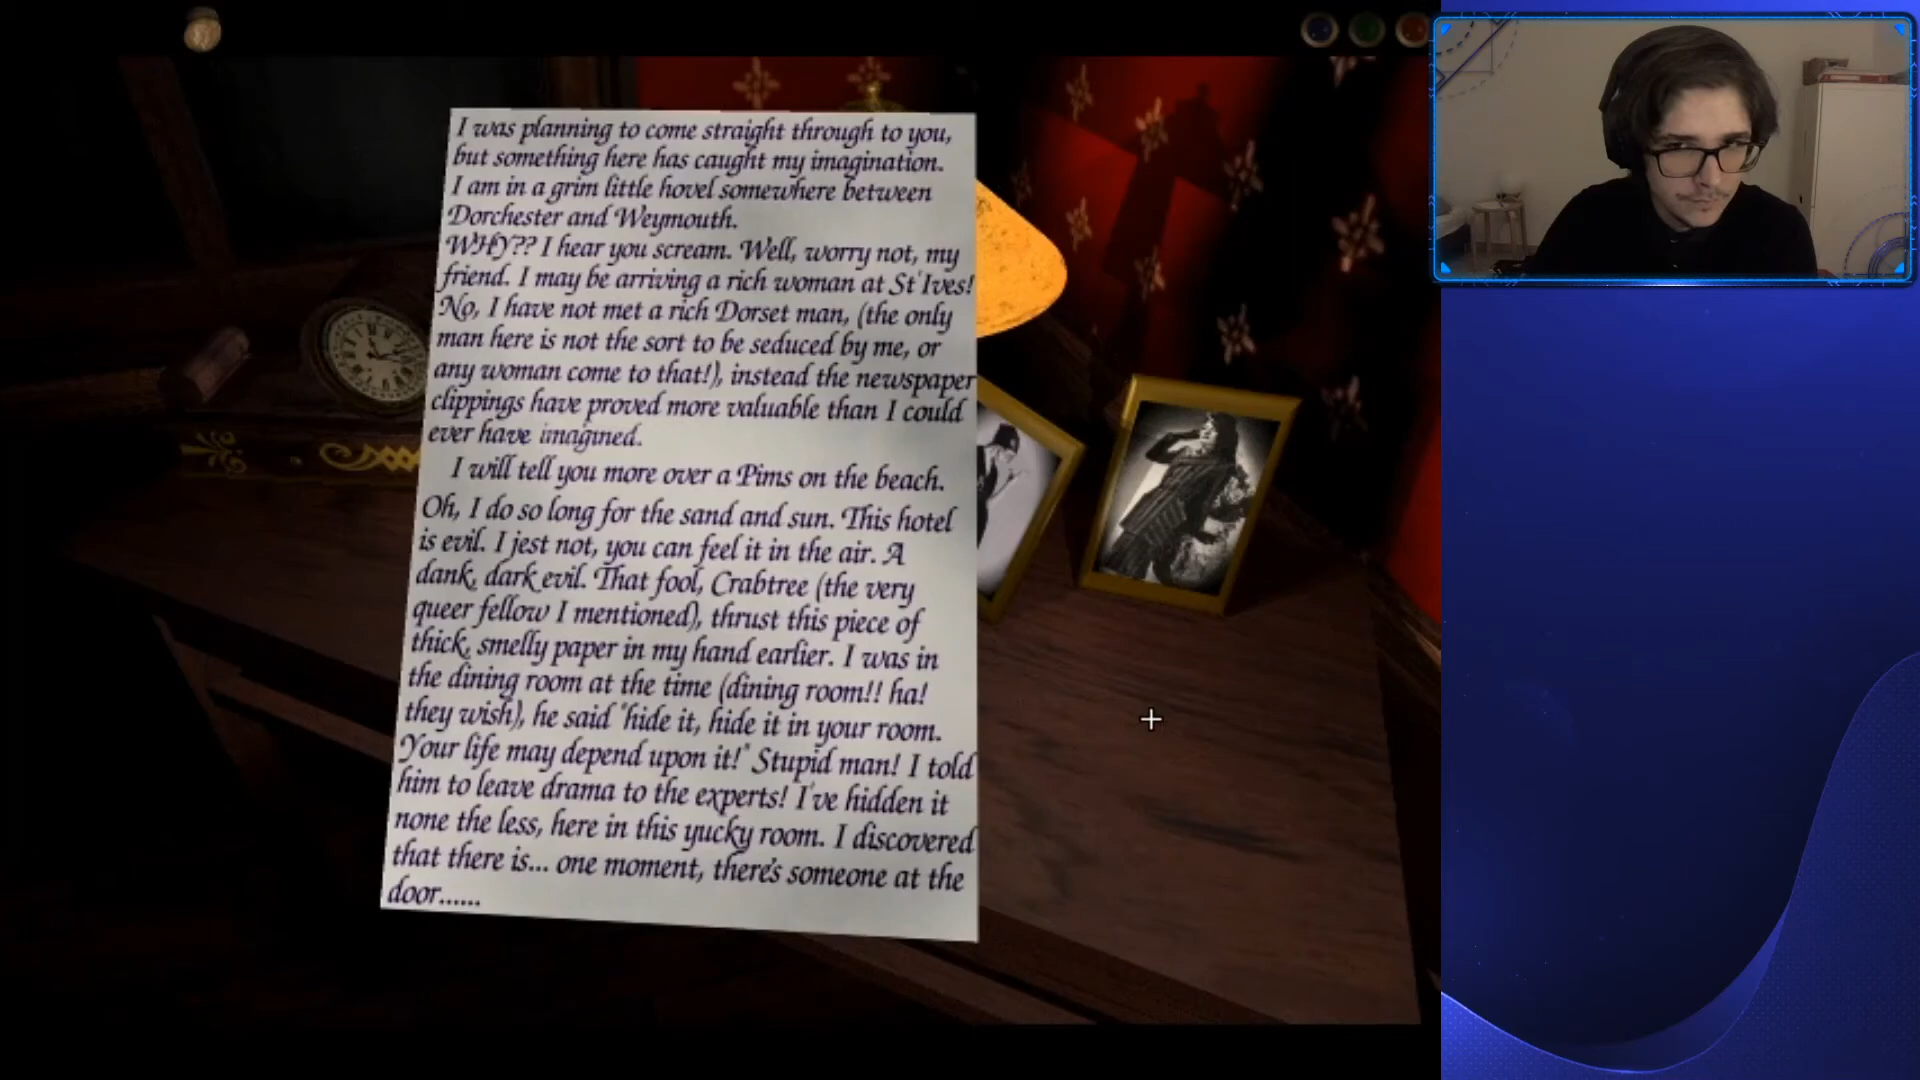 I was planning to come straight through to you,
but something here has caught my imagination.
I am in a grim little hovel somewhere between
Dorchester and Weymouth.
WHY?? I hear you scream. Well, worry not, my
friend. I may be arriving a rich woman at St'Ives!
No, I have not met a rich Dorset man, (the only
man here is not the sort to be seduced by me, or
any woman come to that!), instead the newspaper
clippings have proved more valuable than I could
ever have imagined.
I will tell you more over a Pims on the beach.
Oh, I do so long for the sand and sun. This hotel
is evil. I jest not, you can feel it in the air. A
dank, dark evil. That fool, Crabtree (the very
queer fellow I mentioned), thrust this piece of
thick, smelly paper in my hand earlier. I was in
the dining room at the time (dining room!! ha!
they wish), he said "hide it, hide it in your room.
Your life may depend upon it!" Stupid man! I told
him to leave drama to the experts! I've hidden it
none the less, here in this yucky room. I discovered
that there is... one moment, there's someone at the
door......